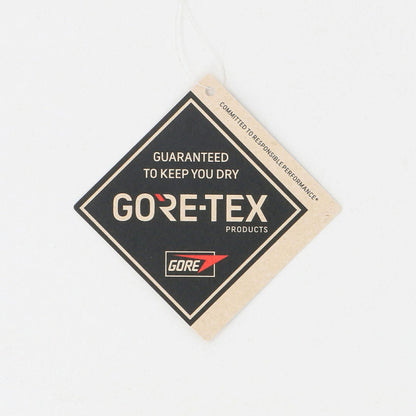 COMMITTED TO RESPONSIBLE PERFORMANCE*
GUARANTEED
TO KEEP YOU DRY
GORE-TEX
PRODUCTS
GORE